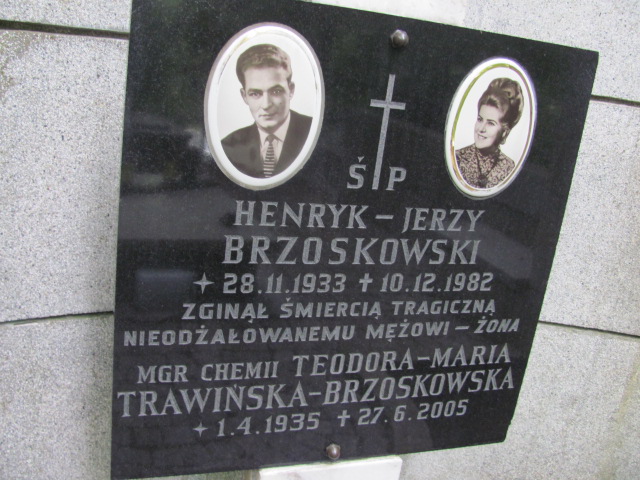 Ś P
HENRYK – JERZY
BRZOSKOWSKI
✦ 28.11.1933 ✝ 10.12.1982
ZGINĄŁ ŚMIERCIĄ TRAGICZNĄ
NIEODŻAŁOWANEMU MĘŻOWI – ŻONA
MGR CHEMII TEODORA-MARIA
TRAWIŃSKA-BRZOSKOWSKA
✦ 1.4.1935 ✝ 27.6.2005